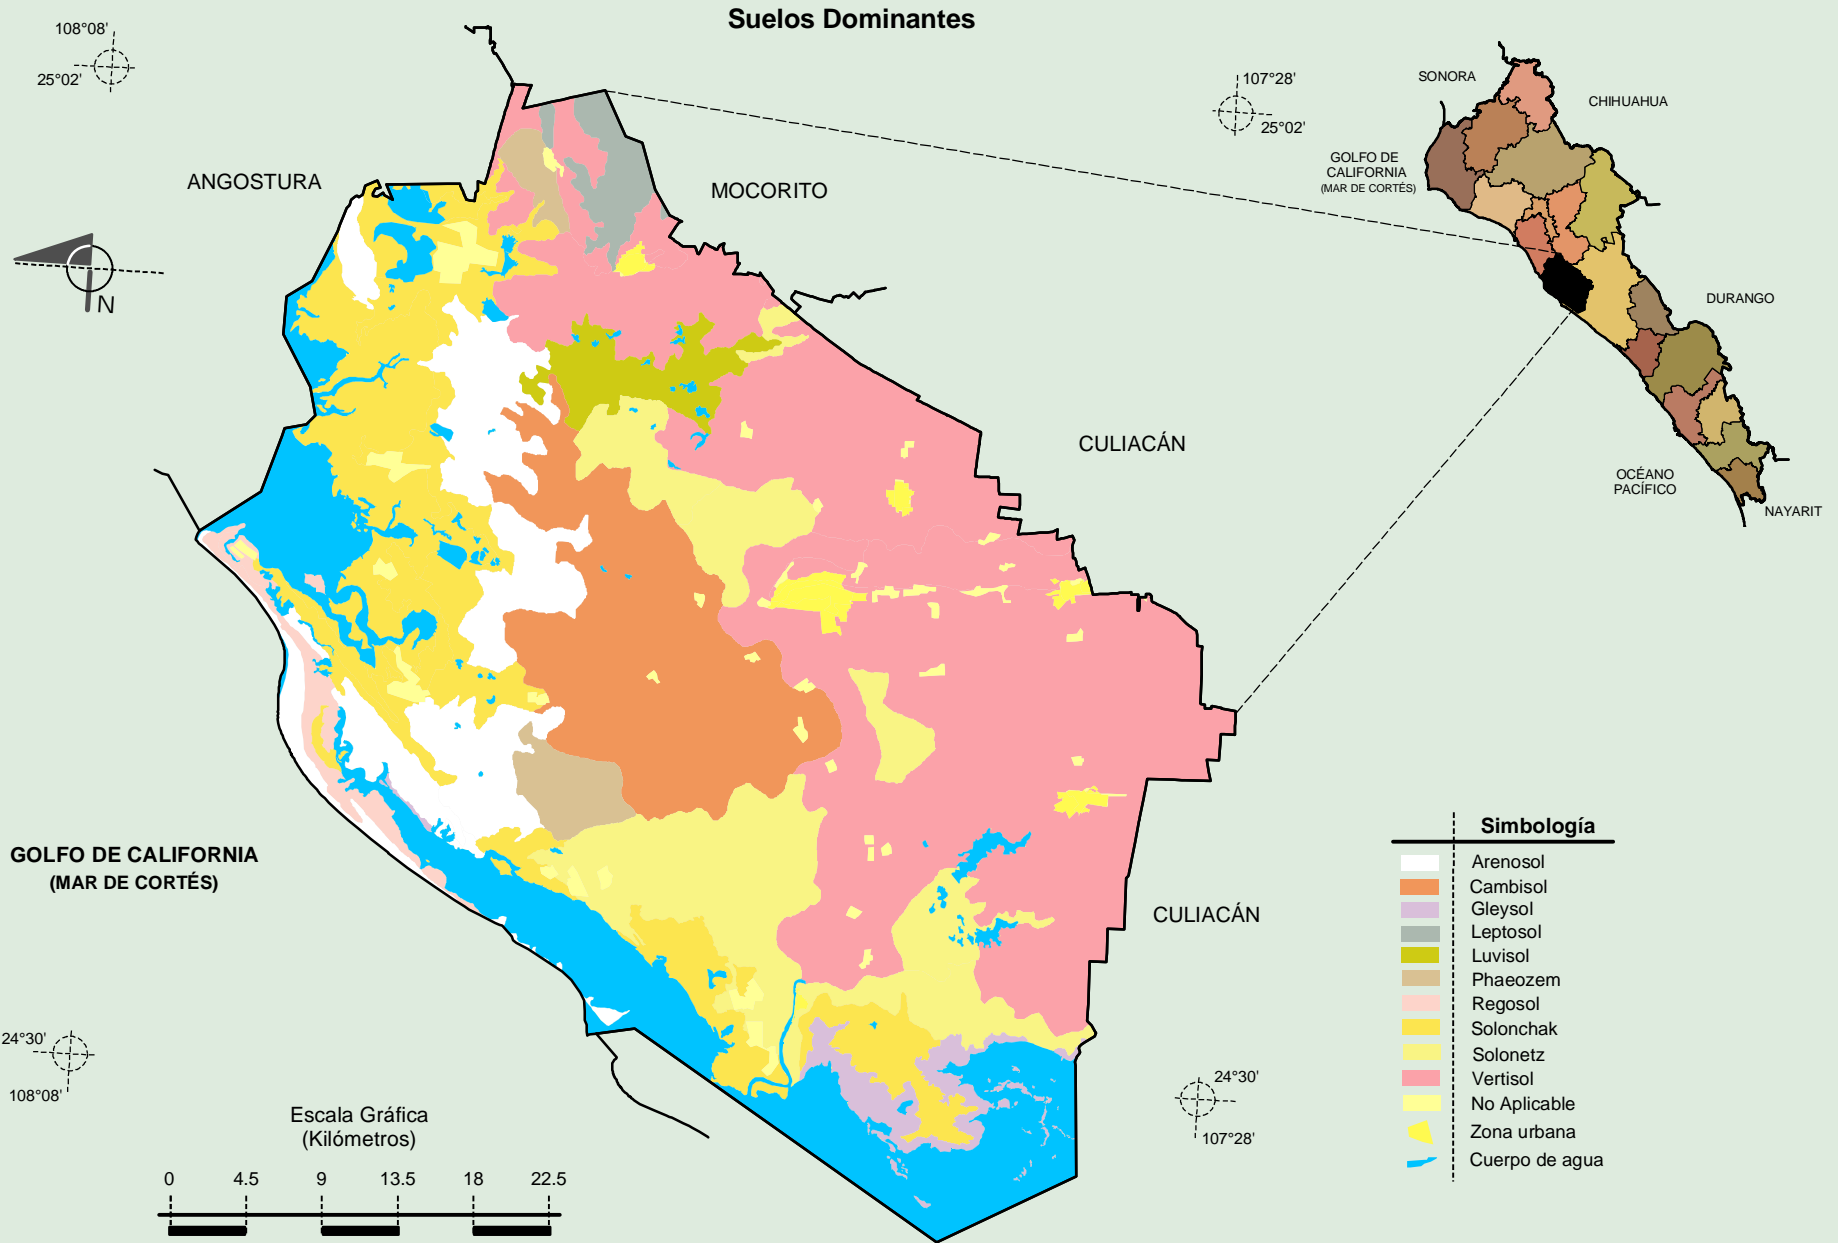 Suelos Dominantes
108°08'
25°02'
107°28'
25°02'
SONORA
CHIHUAHUA
GOLFO DE
CALIFORNIA
(MAR DE CORTÉS)
DURANGO
OCÉANO
PACÍFICO
NAYARIT
ANGOSTURA
MOCORITO
N
CULIACÁN
GOLFO DE CALIFORNIA
(MAR DE CORTÉS)
CULIACÁN
24°30'
108°08'
24°30'
107°28'
Escala Gráfica
(Kilómetros)
0 4.5 9 13.5 18 22.5
Simbología
Arenosol
Cambisol
Gleysol
Leptosol
Luvisol
Phaeozem
Regosol
Solonchak
Solonetz
Vertisol
No Aplicable
Zona urbana
Cuerpo de agua